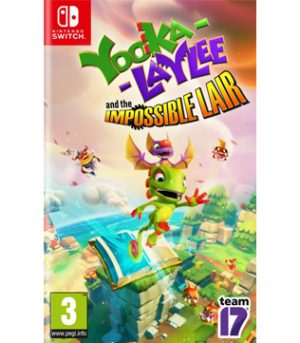 NINTENDO
SWITCH
YOOKA-
-LAYLEE
and the
IMPOSSIBLE LAIR
3
www.pegi.info
team
17